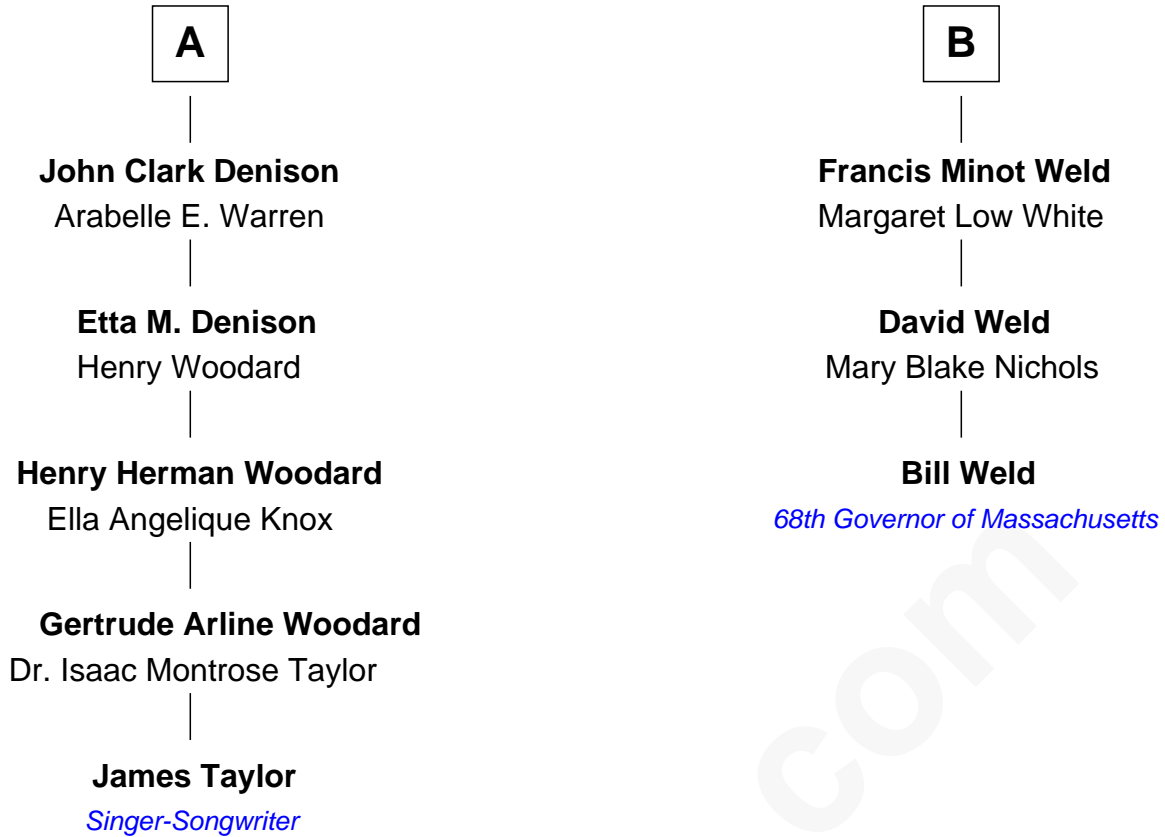 A
John Clark Denison
Arabelle E. Warren
Etta M. Denison
Henry Woodard
Henry Herman Woodard
Ella Angelique Knox
Gertrude Arline Woodard
Dr. Isaac Montrose Taylor
James Taylor
Singer-Songwriter
B
Francis Minot Weld
Margaret Low White
David Weld
Mary Blake Nichols
Bill Weld
68th Governor of Massachusetts
com